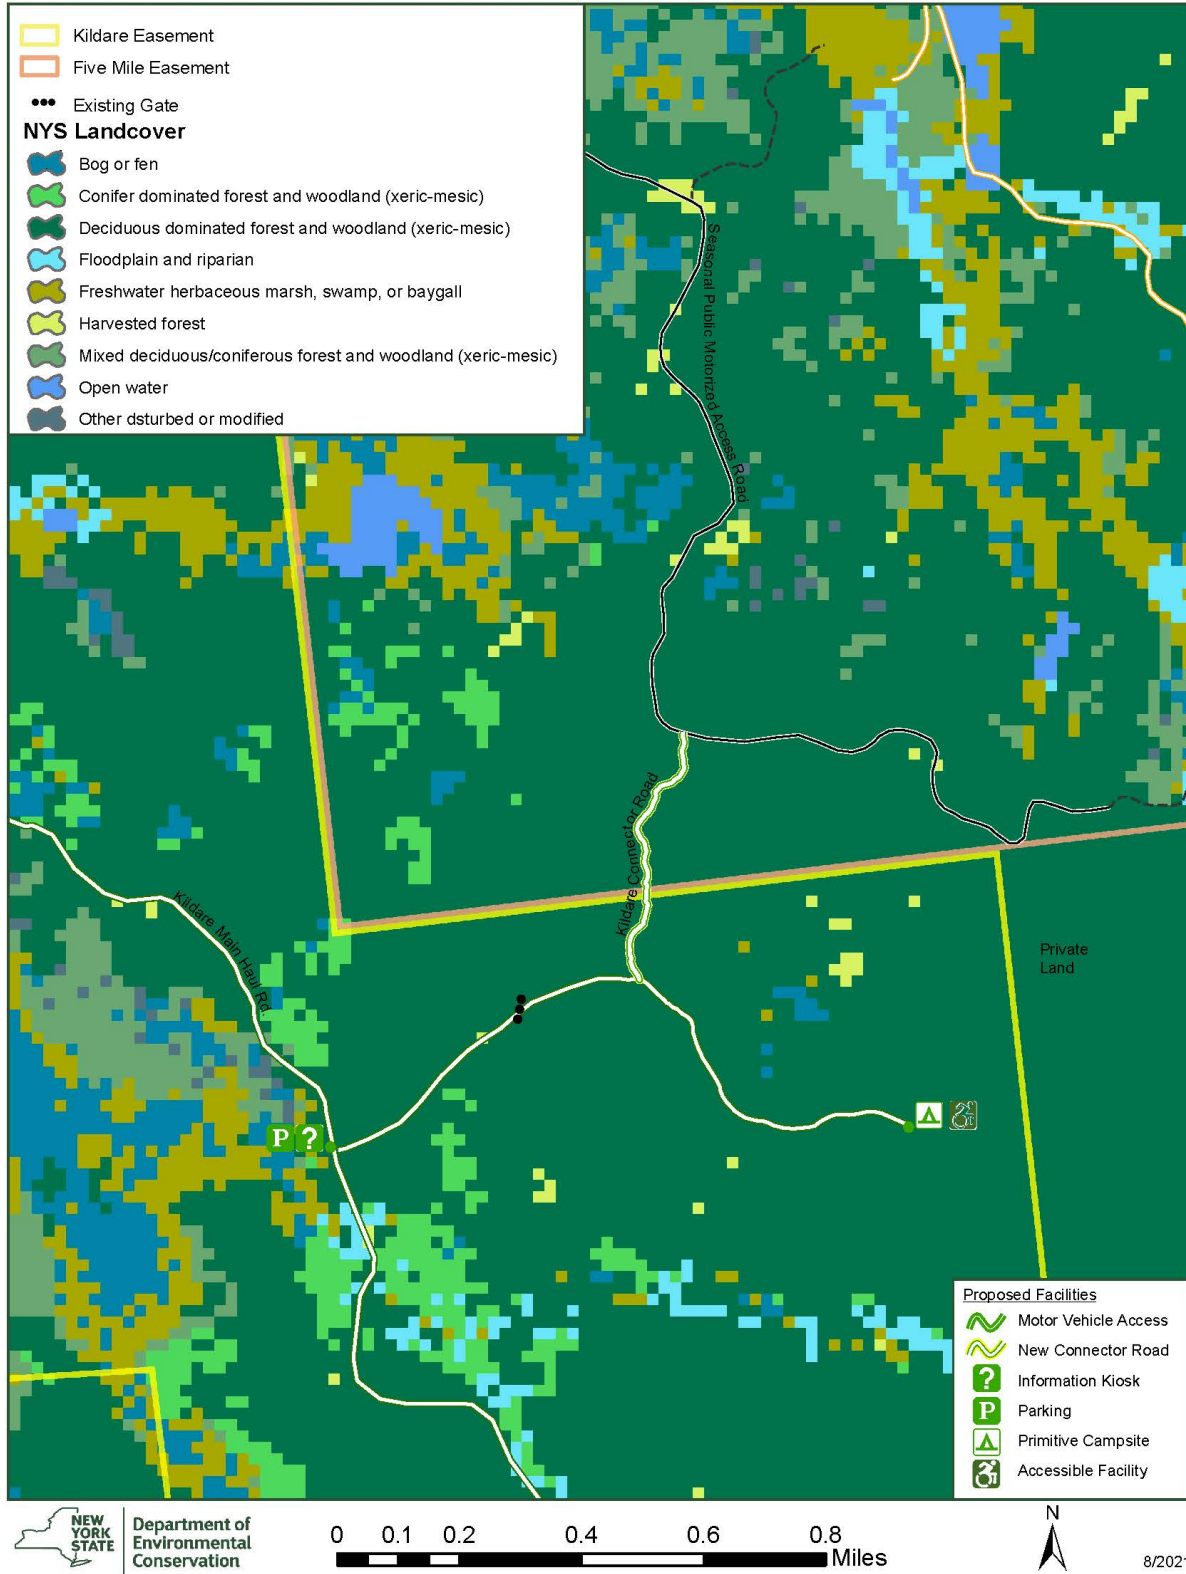 Kildare Easement
Five Mile Easement
Existing Gate
NYS Landcover
Bog or fen
Conifer dominated forest and woodland (xeric-mesic)
Deciduous dominated forest and woodland (xeric-mesic)
Floodplain and riparian
Freshwater herbaceous marsh, swamp, or baygall
Harvested forest
Mixed deciduous/coniferous forest and woodland (xeric-mesic)
Open water
Other dsturbed or modified
Seasonal Public Motorized Access Road
Kildare Connector Road
Kildare Main Haul Rd.
Private
Land
P ?
Proposed Facilities
Motor Vehicle Access
New Connector Road
? Information Kiosk
P Parking
Primitive Campsite
Accessible Facility
NEW
YORK
STATE
Department of
Environmental
Conservation
0 0.1 0.2 0.4 0.6 0.8
Miles
N
8/2021